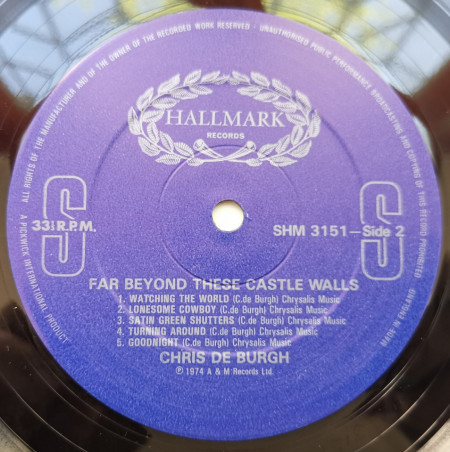 ALL RIGHTS OF THE MANUFACTURER AND OF THE OWNER OF THE RECORDED WORK RESERVED - UNAUTHORISED PUBLIC PERFORMANCE BROADCASTING AND COPYING OF THIS RECORD PROHIBITED
HALLMARK
RECORDS
S
S
33⅓ R.P.M.
SHM 3151—Side 2
A PICKWICK INTERNATIONAL PRODUCT
MADE IN ENGLAND
FAR BEYOND THESE CASTLE WALLS
1. WATCHING THE WORLD (C.de Burgh) Chrysalis Music
2. LONESOME COWBOY (C.de Burgh) Chrysalis Music
3. SATIN GREEN SHUTTERS (C.de Burgh) Chrysalis Music
4. TURNING AROUND (C.de Burgh) Chrysalis Music
5. GOODNIGHT (C.de Burgh) Chrysalis Music
CHRIS DE BURGH
℗ 1974 A & M Records Ltd.